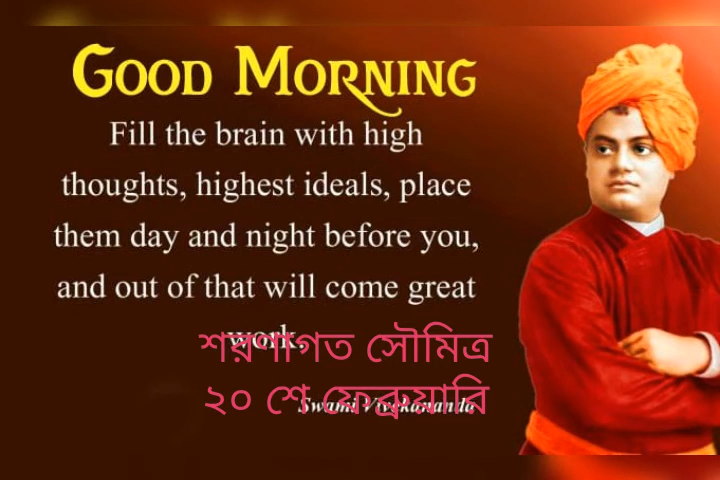 GOOD MORNING
Fill the brain with high
thoughts, highest ideals, place
them day and night before you,
and out of that will come great
work.
শরণাগত সৌমিত্র
২০ শে ফেব্রুয়ারি
Swami Vivekananda